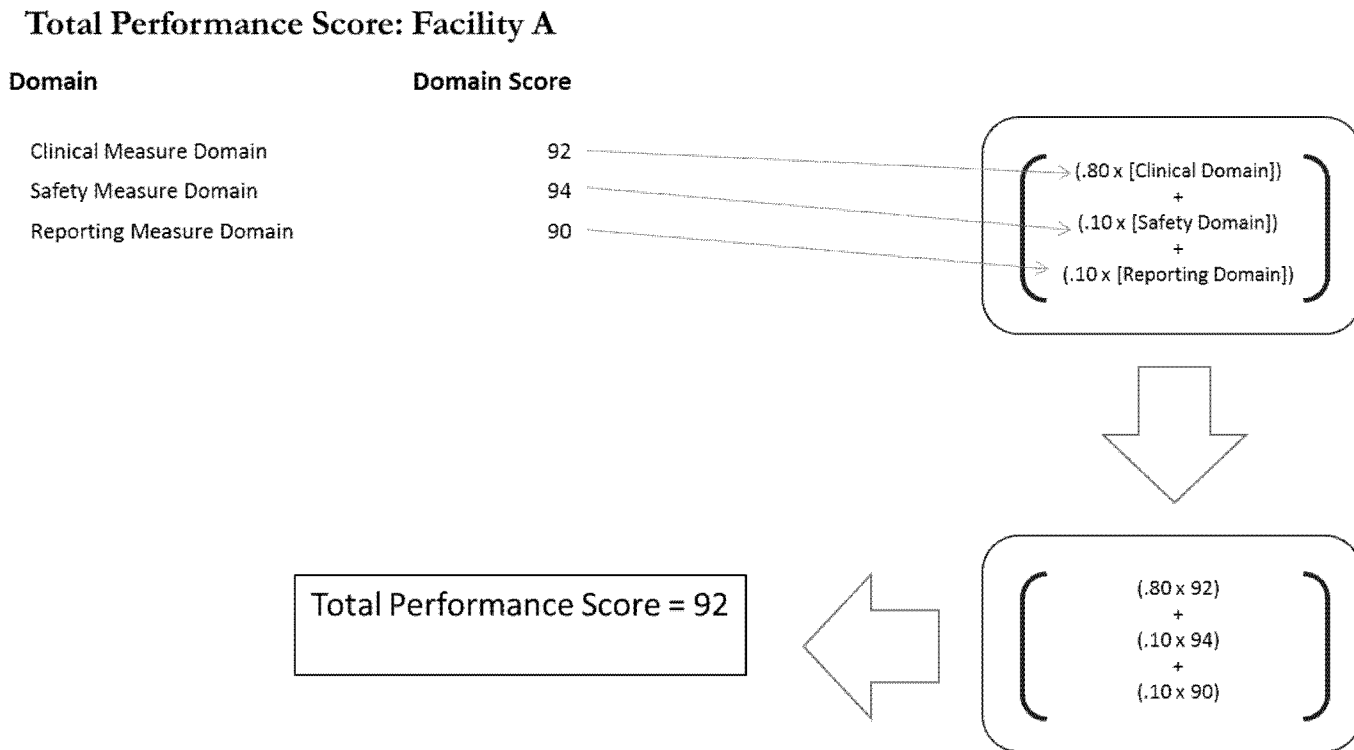 Total Performance Score: Facility A
Domain Domain Score
Clinical Measure Domain 92
Safety Measure Domain 94
Reporting Measure Domain 90
(.80 x [Clinical Domain])
+
(.10 x [Safety Domain])
+
(.10 x [Reporting Domain])
(.80 x 92)
+
(.10 x 94)
+
(.10 x 90)
Total Performance Score = 92